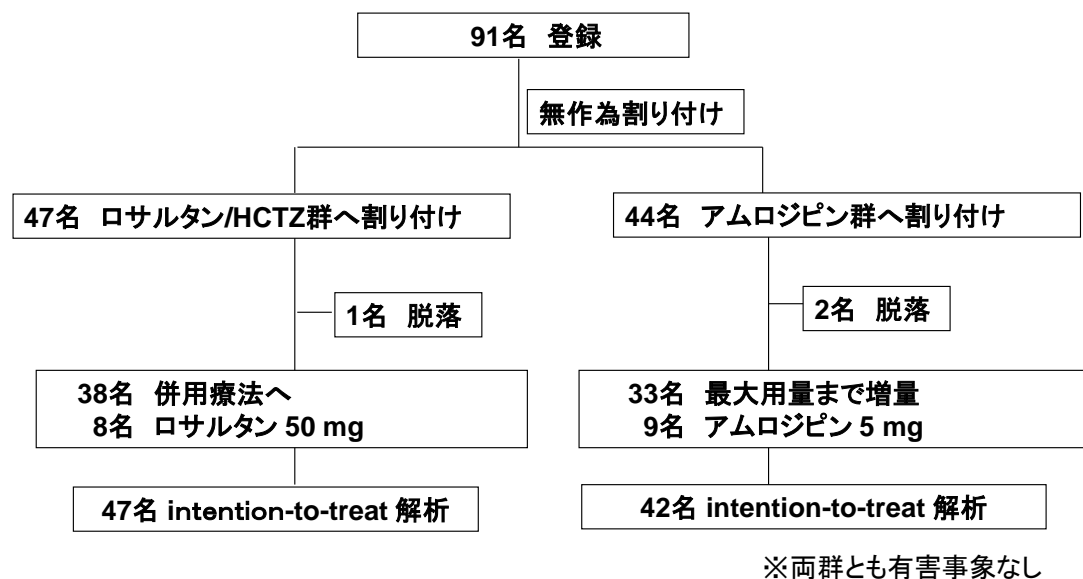 91名 登録
無作為割り付け
47名 ロサルタン/HCTZ群へ割り付け
44名 アムロジピン群へ割り付け
1名 脱落
2名 脱落
38名 併用療法へ
8名 ロサルタン 50 mg
33名 最大用量まで増量
9名 アムロジピン 5 mg
47名 intention-to-treat 解析
42名 intention-to-treat 解析
※両群とも有害事象なし